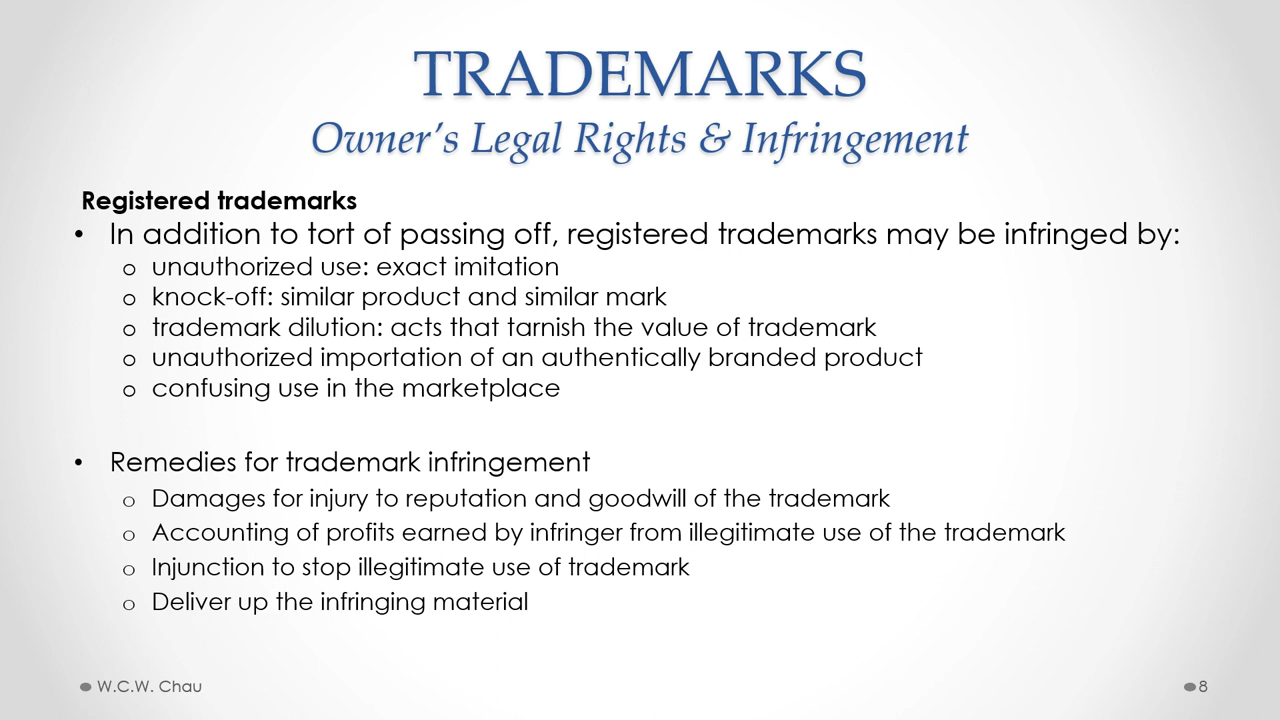 TRADEMARKS
Owner’s Legal Rights & Infringement
Registered trademarks
• In addition to tort of passing off, registered trademarks may be infringed by:
o unauthorized use: exact imitation
o knock-off: similar product and similar mark
o trademark dilution: acts that tarnish the value of trademark
o unauthorized importation of an authentically branded product
o confusing use in the marketplace
• Remedies for trademark infringement
o Damages for injury to reputation and goodwill of the trademark
o Accounting of profits earned by infringer from illegitimate use of the trademark
o Injunction to stop illegitimate use of trademark
o Deliver up the infringing material
W.C.W. Chau
8